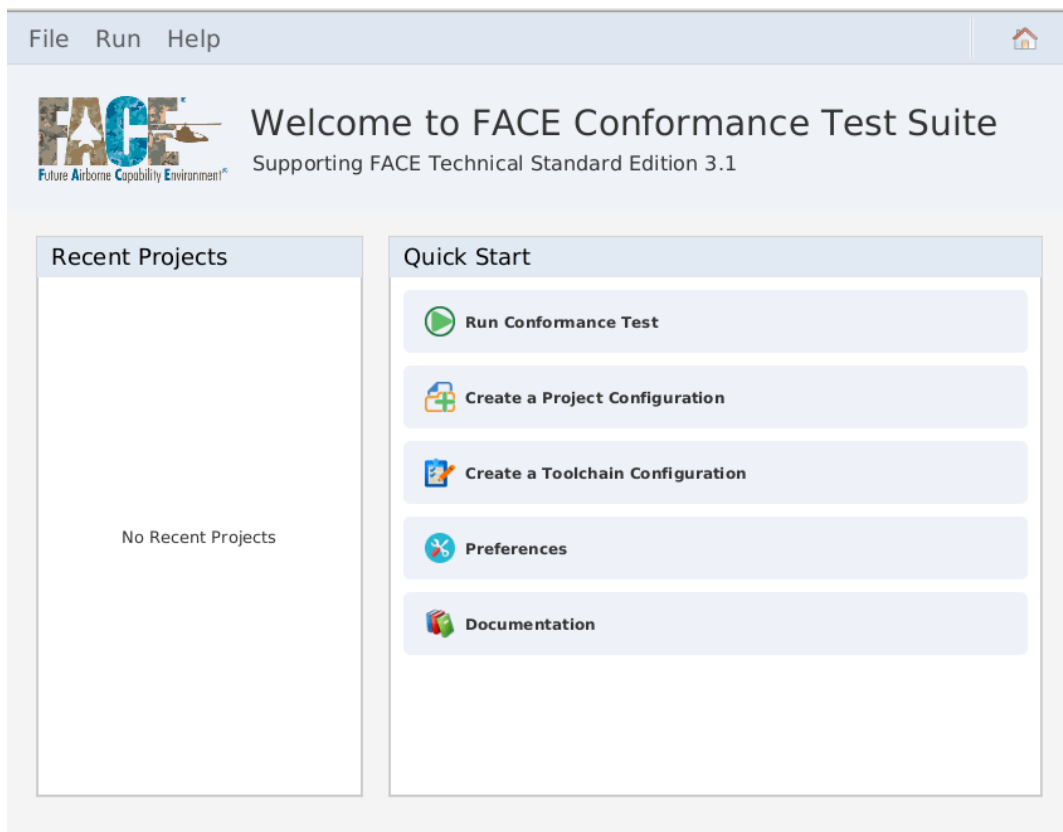 File Run Help
FACE
Future Airborne Capability Environment
Welcome to FACE Conformance Test Suite
Supporting FACE Technical Standard Edition 3.1
Recent Projects
No Recent Projects
Quick Start
Run Conformance Test
Create a Project Configuration
Create a Toolchain Configuration
Preferences
Documentation